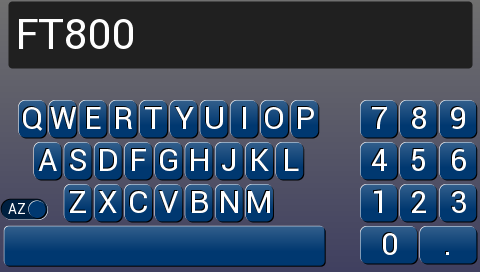 FT800
QWERTYUIOP 789
ASDFGHJKL 456
AZ ZXCVBNM 123
0 .